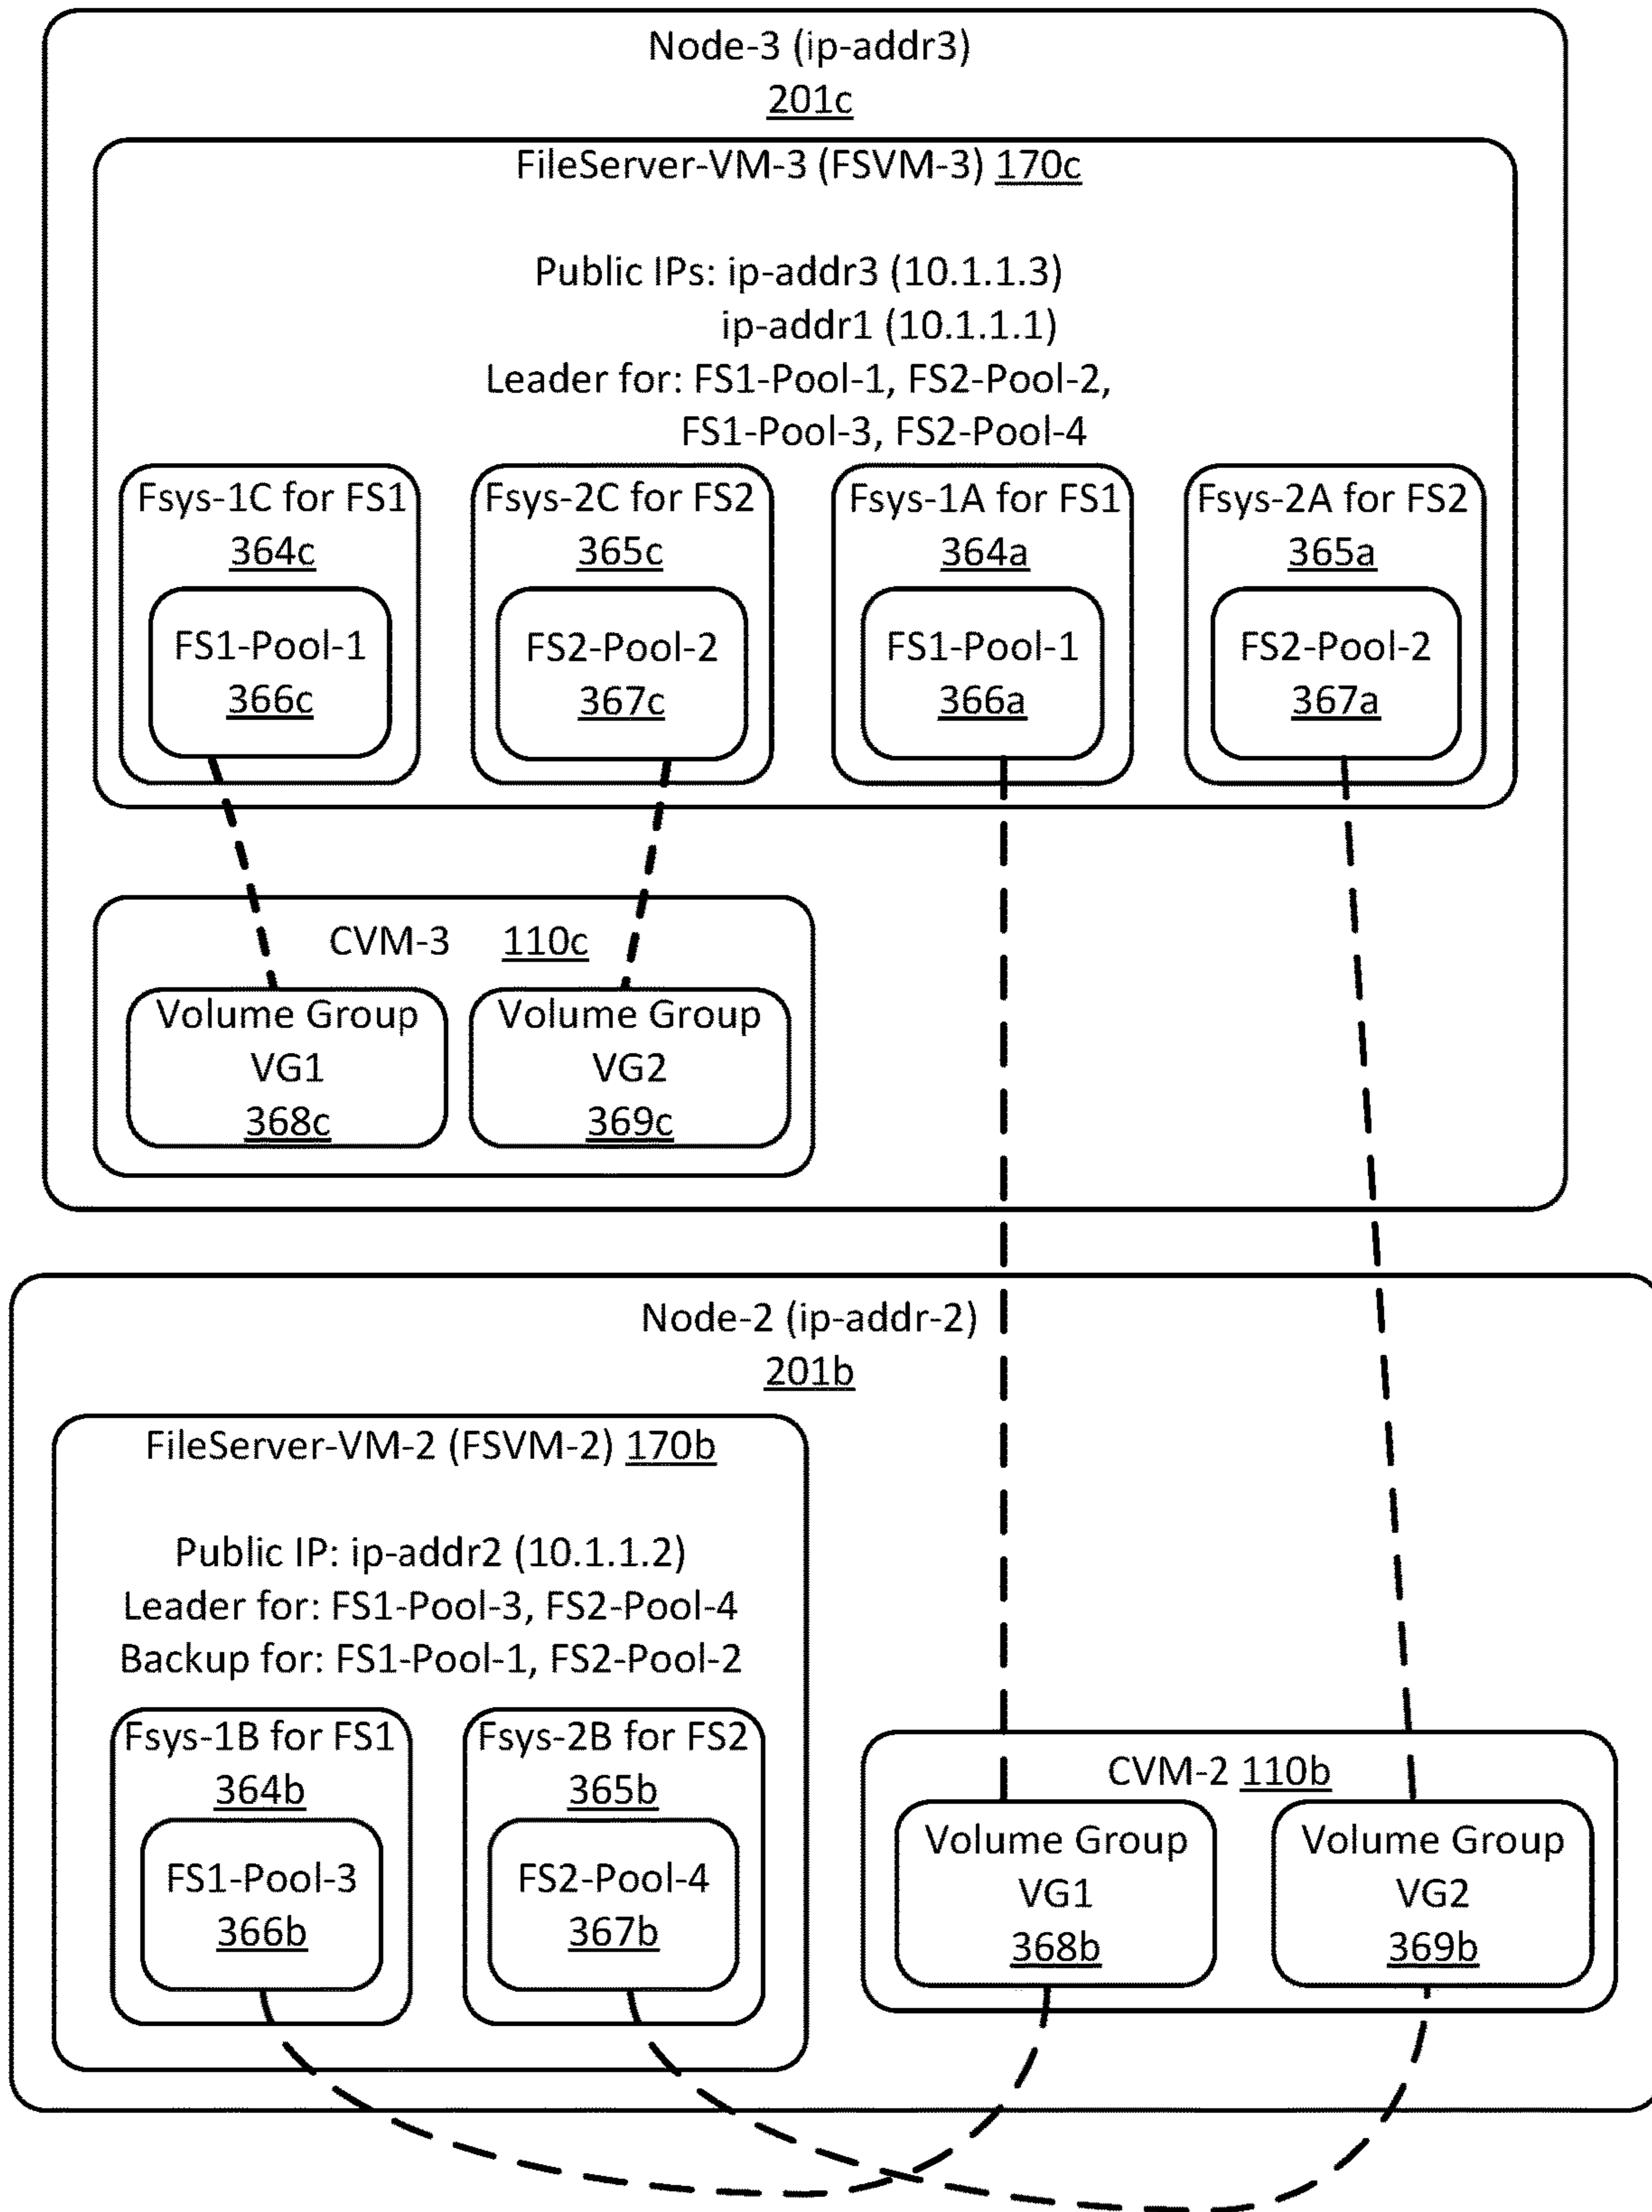 Node-3 (ip-addr3)
201c
FileServer-VM-3 (FSVM-3) 170c
Public IPs: ip-addr3 (10.1.1.3)
ip-addr1 (10.1.1.1)
Leader for: FS1-Pool-1, FS2-Pool-2,
FS1-Pool-3, FS2-Pool-4
Fsys-1C for FS1
364c
FS1-Pool-1
366c
Fsys-2C for FS2
365c
FS2-Pool-2
367c
Fsys-1A for FS1
364a
FS1-Pool-1
366a
Fsys-2A for FS2
365a
FS2-Pool-2
367a
CVM-3 110c
Volume Group
VG1
368c
Volume Group
VG2
369c
Node-2 (ip-addr-2)
201b
FileServer-VM-2 (FSVM-2) 170b
Public IP: ip-addr2 (10.1.1.2)
Leader for: FS1-Pool-3, FS2-Pool-4
Backup for: FS1-Pool-1, FS2-Pool-2
Fsys-1B for FS1
364b
FS1-Pool-3
366b
Fsys-2B for FS2
365b
FS2-Pool-4
367b
CVM-2 110b
Volume Group
VG1
368b
Volume Group
VG2
369b